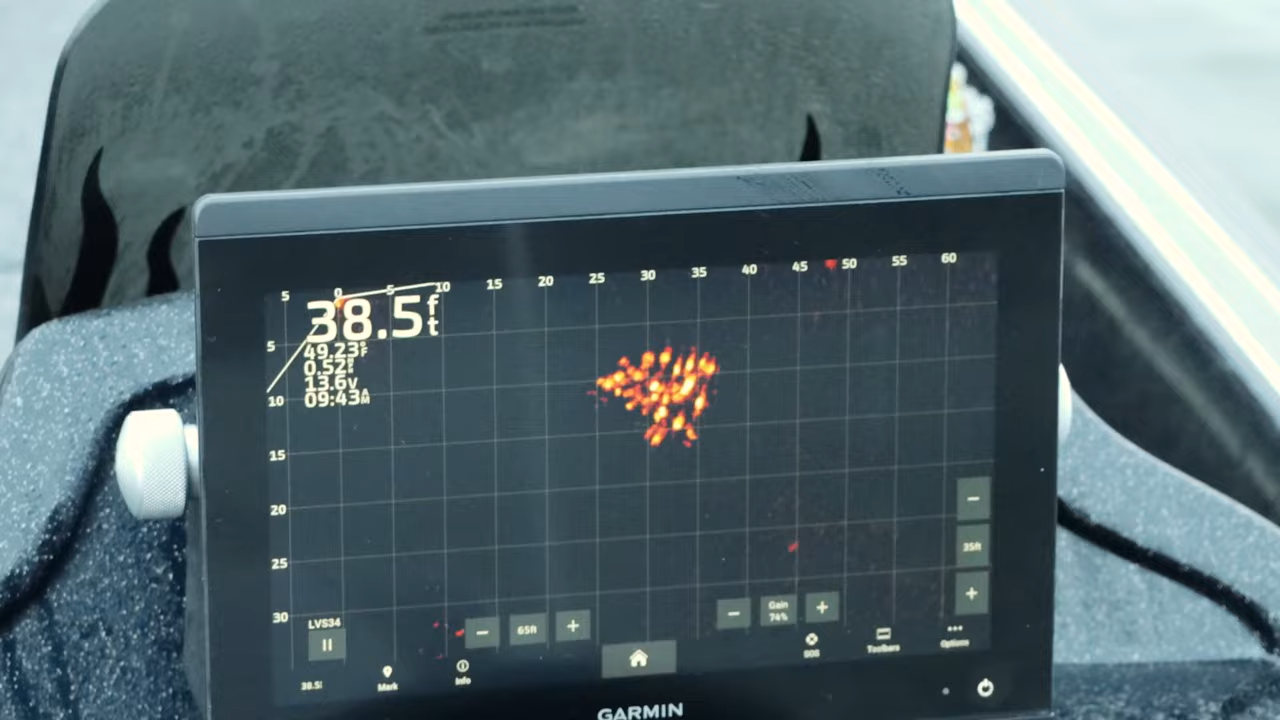 5 0 5 10 15 20 25 30 35 40 45 50 55 60
38.5 ft
49.23°F
0.52
13.6V
09:43A
5
10
15
20
25
30
LVS34
38.5
Mark
Info
− 65ft +
− Gain 74% +
SOS
Toolbars
Options
−
35ft
+
GARMIN